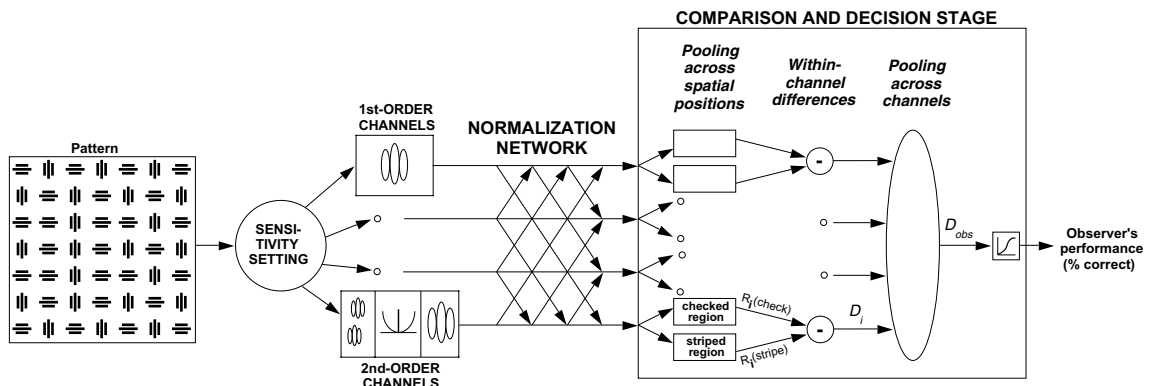 COMPARISON AND DECISION STAGE
Pooling
across
spatial
positions
Within-
channel
differences
Pooling
across
channels
1st-ORDER
CHANNELS
NORMALIZATION
NETWORK
Pattern
SENSI-
TIVITY
SETTING
-
D_obs
Observer's
performance
(% correct)
checked
region
R_i(check)
striped
region
R_i(stripe)
-
D_i
2nd-ORDER
CHANNELS